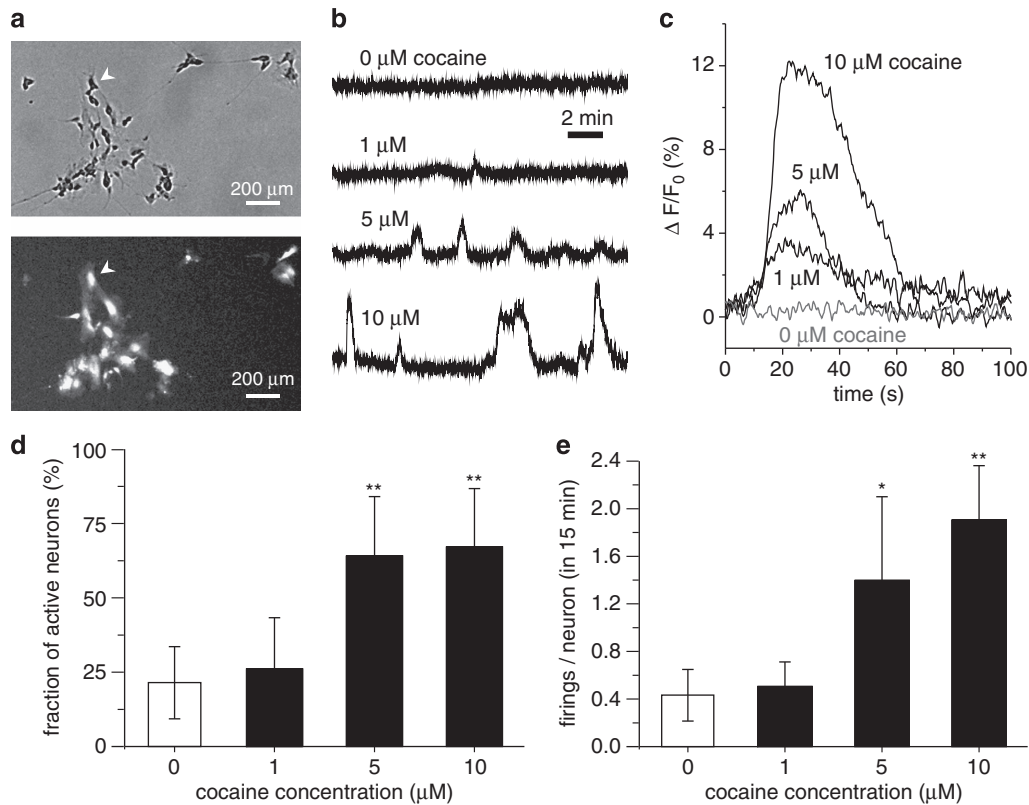 a
200 μm
200 μm
b
0 μM cocaine
2 min
1 μM
5 μM
10 μM
c
Δ F/F0 (%)
12
8
4
0
10 μM cocaine
5 μM
1 μM
0 μM cocaine
0 20 40 60 80 100
time (s)
d
fraction of active neurons (%)
100
75
50
25
0
**
**
0 1 5 10
cocaine concentration (μM)
e
firings / neuron (in 15 min)
2.4
2.0
1.6
1.2
0.8
0.4
0.0
*
**
0 1 5 10
cocaine concentration (μM)